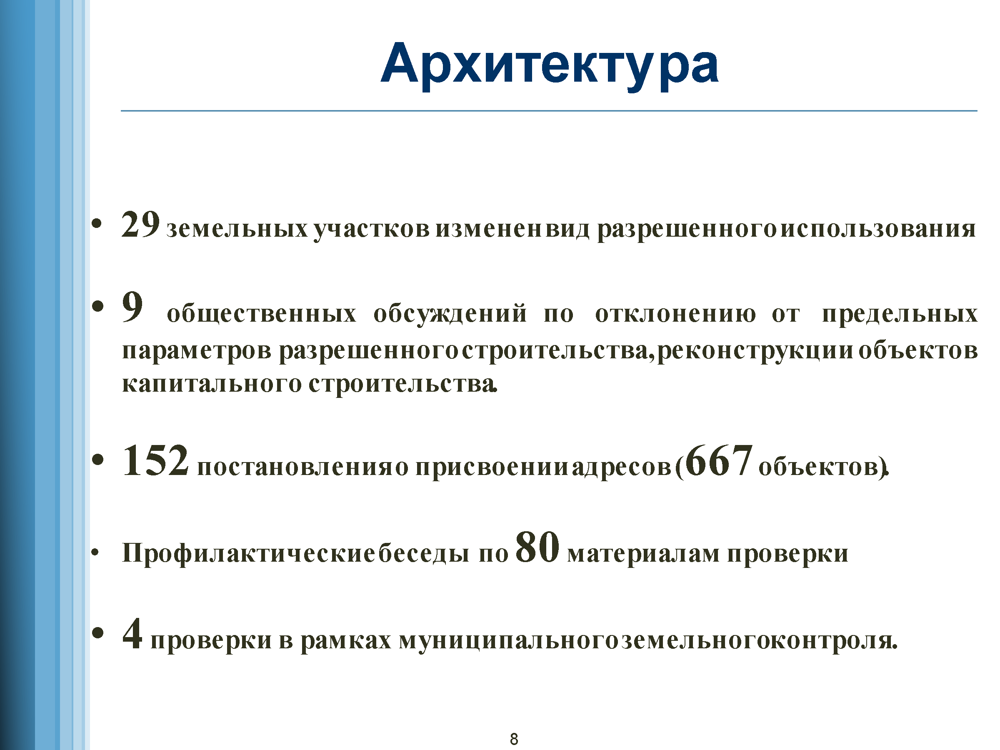 Архитектура
• 29 земельных участков изменен вид разрешенного использования
• 9 общественных обсуждений по отклонению от предельных
параметров разрешенного строительства, реконструкции объектов
капитального строительства.
• 152 постановления о присвоении адресов (667 объектов).
• Профилактические беседы по 80 материалам проверки
• 4 проверки в рамках муниципального земельного контроля.
8